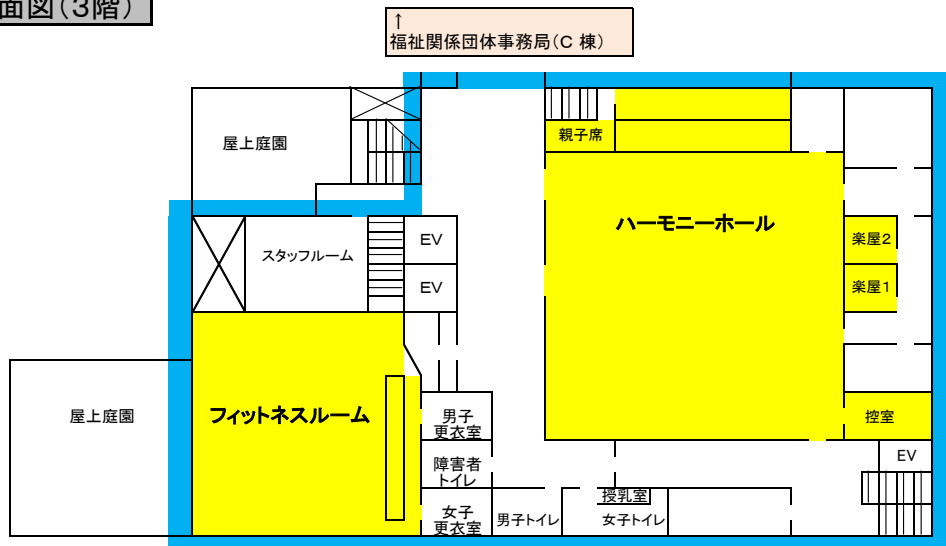 面図(3階)
↑
福祉関係団体事務局(C 棟)
屋上庭園
親子席
ハーモニーホール
スタッフルーム
EV
EV
楽屋2
楽屋1
屋上庭園
フィットネスルーム
男子
更衣室
控室
障害者
トイレ
EV
女子
更衣室
男子トイレ
授乳室
女子トイレ